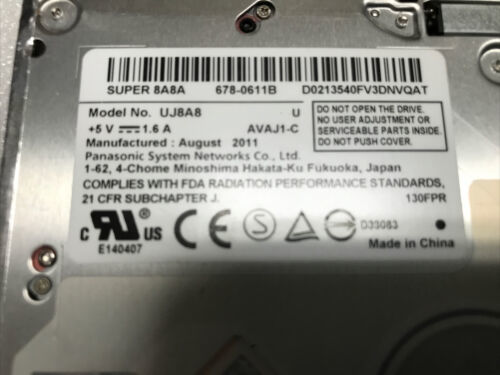 SUPER 8A8A 678-0611B D0213540FV3DNVQAT
Model No. UJ8A8 U
+5 V ⎓ 1.6 A AVAJ1-C
Manufactured : August 2011
Panasonic System Networks Co., Ltd.
1-62, 4-Chome Minoshima Hakata-Ku Fukuoka, Japan
DO NOT OPEN THE DRIVE.
NO USER ADJUSTMENT OR
SERVICEABLE PARTS INSIDE.
DO NOT PUSH COVER.
COMPLIES WITH FDA RADIATION PERFORMANCE STANDARDS,
21 CFR SUBCHAPTER J. 130FPR
C RU US CE S D33083
E140407
Made in China